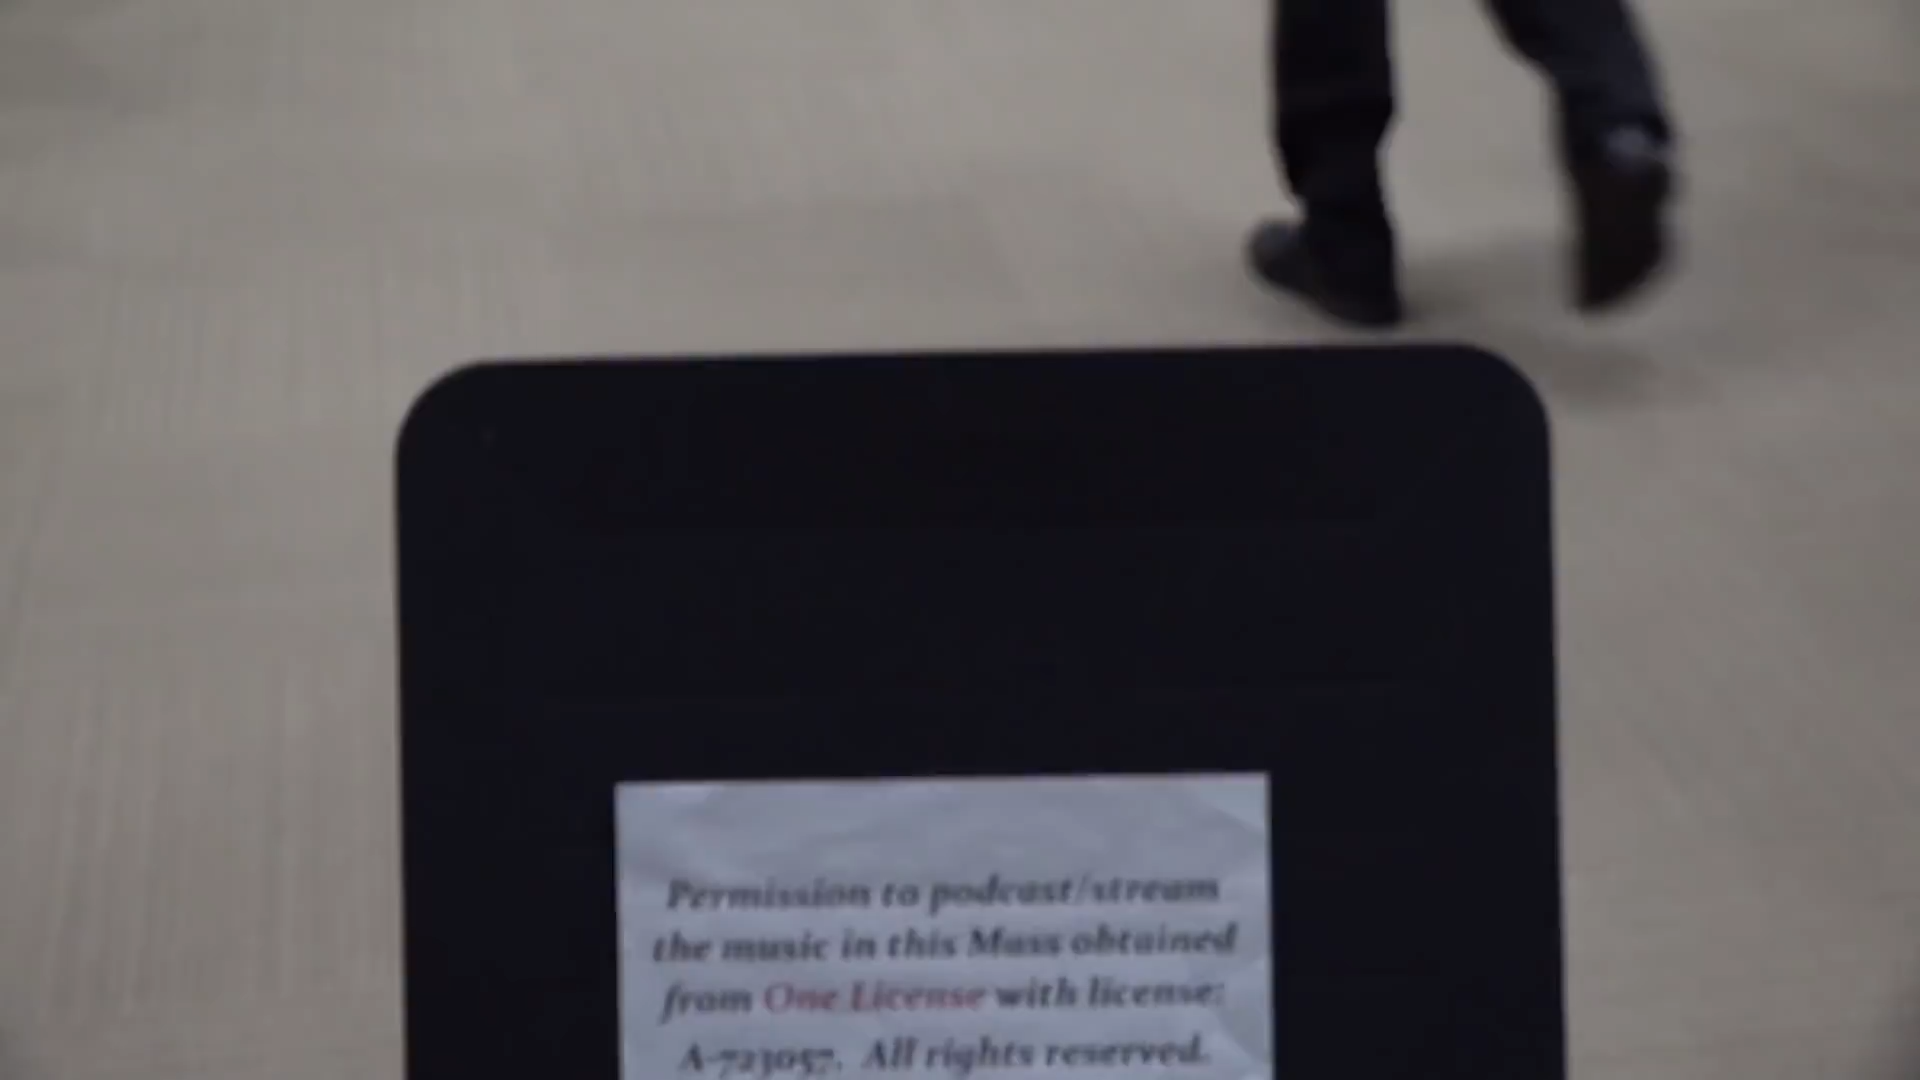 Permission to podcast/stream
the music in this Mass obtained
from One License with license:
A-723057. All rights reserved.